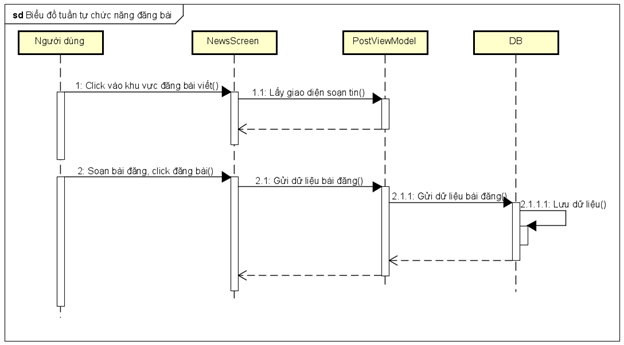 sd Biểu đồ tuần tự chức năng đăng bài
Người dùng
NewsScreen
PostViewModel
DB
1: Click vào khu vực đăng bài viết()
1.1: Lấy giao diện soạn tin()
2: Soạn bài đăng, click đăng bài()
2.1: Gửi dữ liệu bài đăng()
2.1.1: Gửi dữ liệu bài đăng()
2.1.1.1: Lưu dữ liệu()